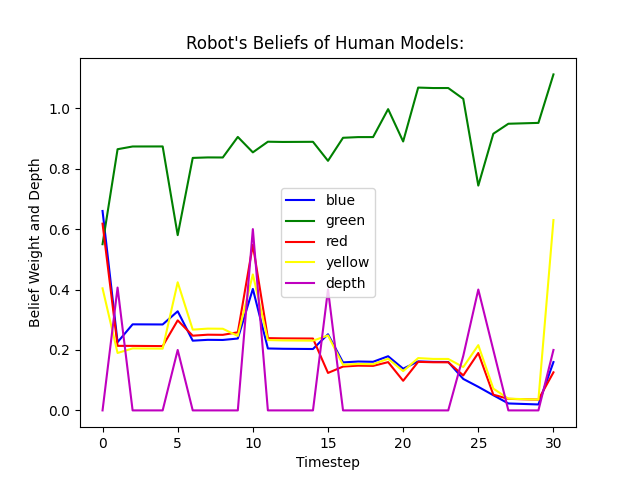 Robot's Beliefs of Human Models:
Belief Weight and Depth
1.0
0.8
0.6
0.4
0.2
0.0
blue
green
red
yellow
depth
0 5 10 15 20 25 30
Timestep